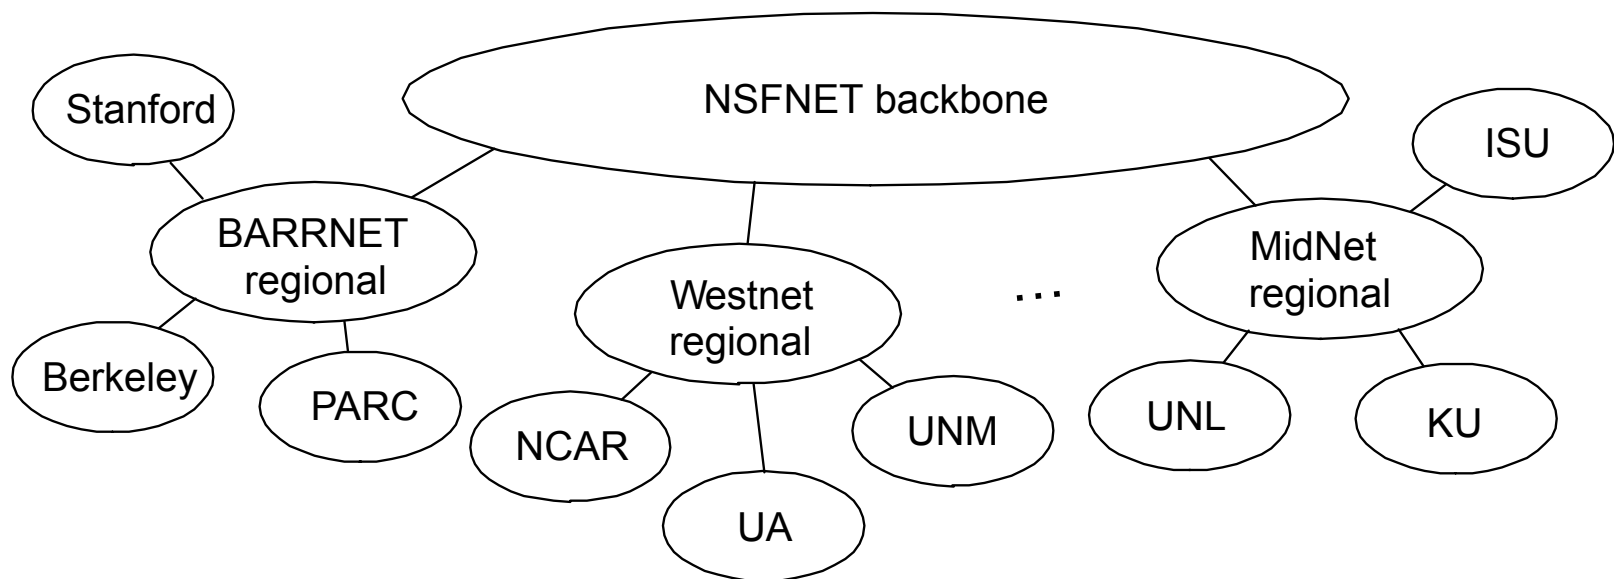 NSFNET backbone
Stanford
ISU
BARRNET
regional
MidNet
regional
Westnet
regional
...
Berkeley
PARC
NCAR
UNM
UNL
KU
UA